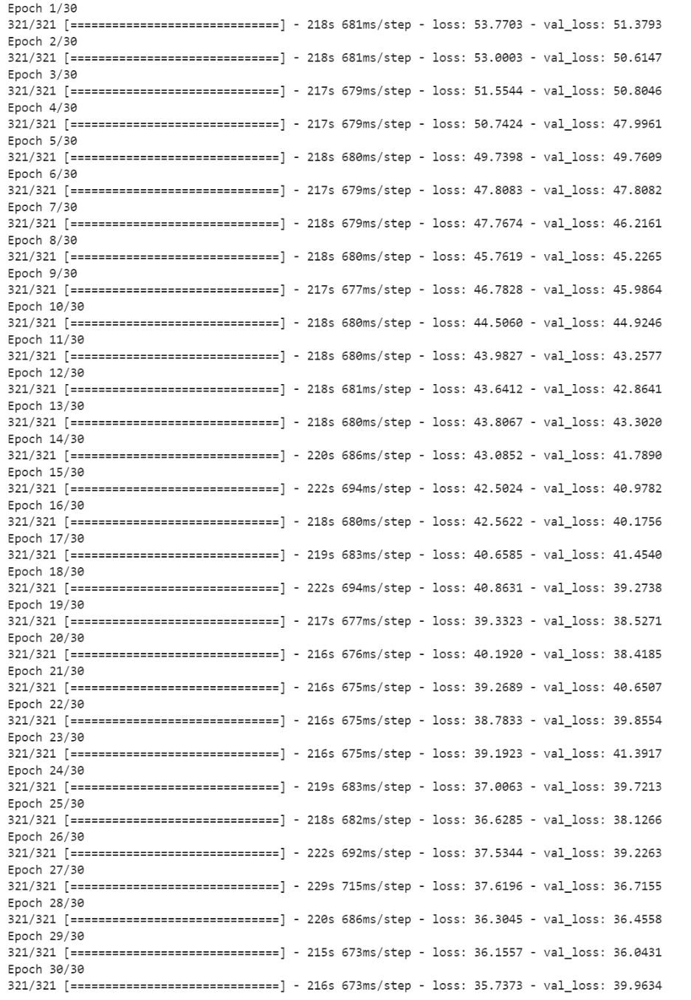 Epoch 1/30
321/321 [==============================] - 218s 681ms/step - loss: 53.7703 - val_loss: 51.3793
Epoch 2/30
321/321 [==============================] - 218s 681ms/step - loss: 53.0003 - val_loss: 50.6147
Epoch 3/30
321/321 [==============================] - 217s 679ms/step - loss: 51.5544 - val_loss: 50.8046
Epoch 4/30
321/321 [==============================] - 217s 679ms/step - loss: 50.7424 - val_loss: 47.9961
Epoch 5/30
321/321 [==============================] - 218s 680ms/step - loss: 49.7398 - val_loss: 49.7609
Epoch 6/30
321/321 [==============================] - 217s 679ms/step - loss: 47.8083 - val_loss: 47.8082
Epoch 7/30
321/321 [==============================] - 218s 679ms/step - loss: 47.7674 - val_loss: 46.2161
Epoch 8/30
321/321 [==============================] - 218s 680ms/step - loss: 45.7619 - val_loss: 45.2265
Epoch 9/30
321/321 [==============================] - 217s 677ms/step - loss: 46.7828 - val_loss: 45.9864
Epoch 10/30
321/321 [==============================] - 218s 680ms/step - loss: 44.5060 - val_loss: 44.9246
Epoch 11/30
321/321 [==============================] - 218s 680ms/step - loss: 43.9827 - val_loss: 43.2577
Epoch 12/30
321/321 [==============================] - 218s 681ms/step - loss: 43.6412 - val_loss: 42.8641
Epoch 13/30
321/321 [==============================] - 218s 680ms/step - loss: 43.8067 - val_loss: 43.3020
Epoch 14/30
321/321 [==============================] - 220s 686ms/step - loss: 43.0852 - val_loss: 41.7890
Epoch 15/30
321/321 [==============================] - 222s 694ms/step - loss: 42.5024 - val_loss: 40.9782
Epoch 16/30
321/321 [==============================] - 218s 680ms/step - loss: 42.5622 - val_loss: 40.1756
Epoch 17/30
321/321 [==============================] - 219s 683ms/step - loss: 40.6585 - val_loss: 41.4540
Epoch 18/30
321/321 [==============================] - 222s 694ms/step - loss: 40.8631 - val_loss: 39.2738
Epoch 19/30
321/321 [==============================] - 217s 677ms/step - loss: 39.3323 - val_loss: 38.5271
Epoch 20/30
321/321 [==============================] - 216s 676ms/step - loss: 40.1920 - val_loss: 38.4185
Epoch 21/30
321/321 [==============================] - 216s 675ms/step - loss: 39.2689 - val_loss: 40.6507
Epoch 22/30
321/321 [==============================] - 216s 675ms/step - loss: 38.7833 - val_loss: 39.8554
Epoch 23/30
321/321 [==============================] - 216s 675ms/step - loss: 39.1923 - val_loss: 41.3917
Epoch 24/30
321/321 [==============================] - 219s 683ms/step - loss: 37.0063 - val_loss: 39.7213
Epoch 25/30
321/321 [==============================] - 218s 682ms/step - loss: 36.6285 - val_loss: 38.1266
Epoch 26/30
321/321 [==============================] - 222s 692ms/step - loss: 37.5344 - val_loss: 39.2263
Epoch 27/30
321/321 [==============================] - 229s 715ms/step - loss: 37.6196 - val_loss: 36.7155
Epoch 28/30
321/321 [==============================] - 220s 686ms/step - loss: 36.3045 - val_loss: 36.4558
Epoch 29/30
321/321 [==============================] - 215s 673ms/step - loss: 36.1557 - val_loss: 36.0431
Epoch 30/30
321/321 [==============================] - 216s 673ms/step - loss: 35.7373 - val_loss: 39.9634